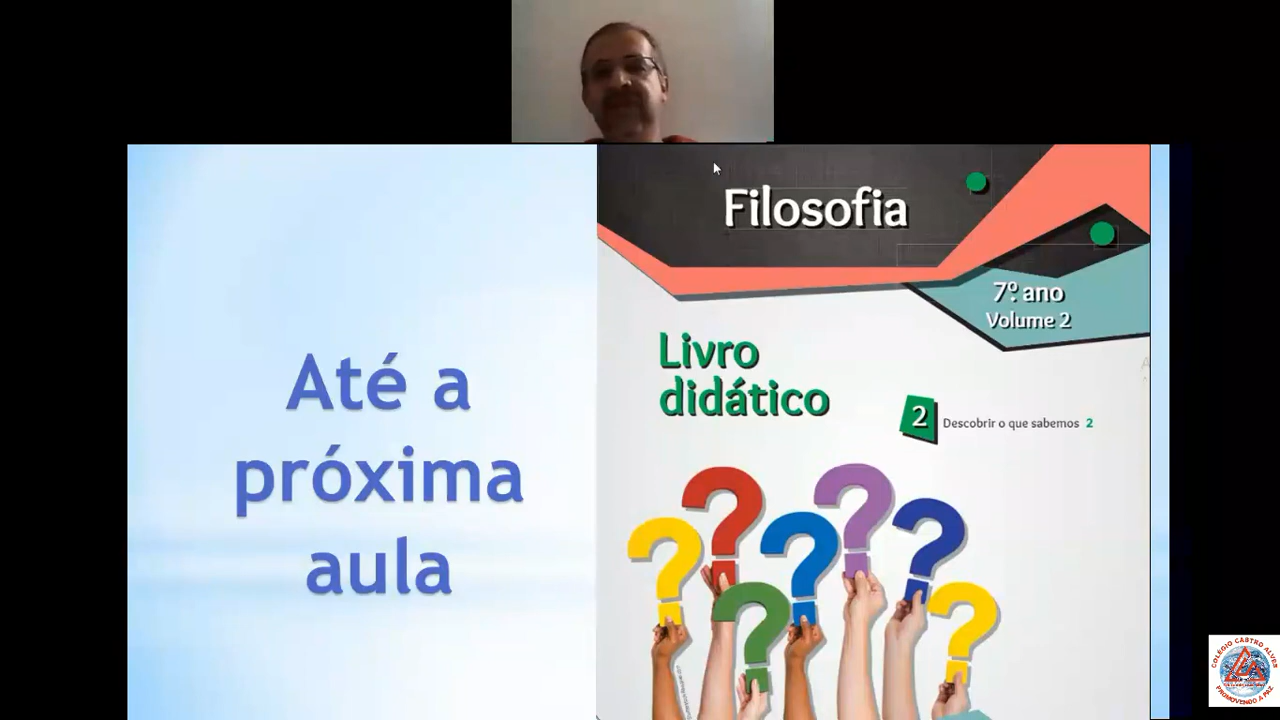 Até a
próxima
aula
Filosofia
7º. ano
Volume 2
Livro
didático
2 Descobrir o que sabemos 2
COLÉGIO CASTRO ALVES
PROMOVENDO A PAZ